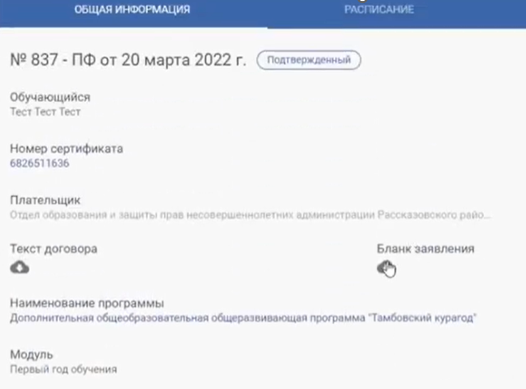 ОБЩАЯ ИНФОРМАЦИЯ РАСПИСАНИЕ
№ 837 - ПФ от 20 марта 2022 г. Подтвержденный
Обучающийся
Тест Тест Тест
Номер сертификата
6826511636
Плательщик
Отдел образования и защиты прав несовершеннолетних администрации Рассказовского райо...
Текст договора Бланк заявления
Наименование программы
Дополнительная общеобразовательная общеразвивающая программа "Тамбовский курагод"
Модуль
Первый год обучения